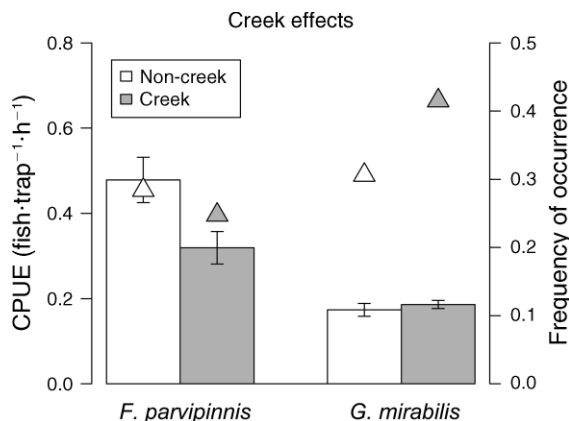 Creek effects
Non-creek
Creek
CPUE (fish·trap⁻¹·h⁻¹)
0.8
0.6
0.4
0.2
0.0
Frequency of occurrence
0.5
0.4
0.3
0.2
0.1
0.0
F. parvipinnis
G. mirabilis